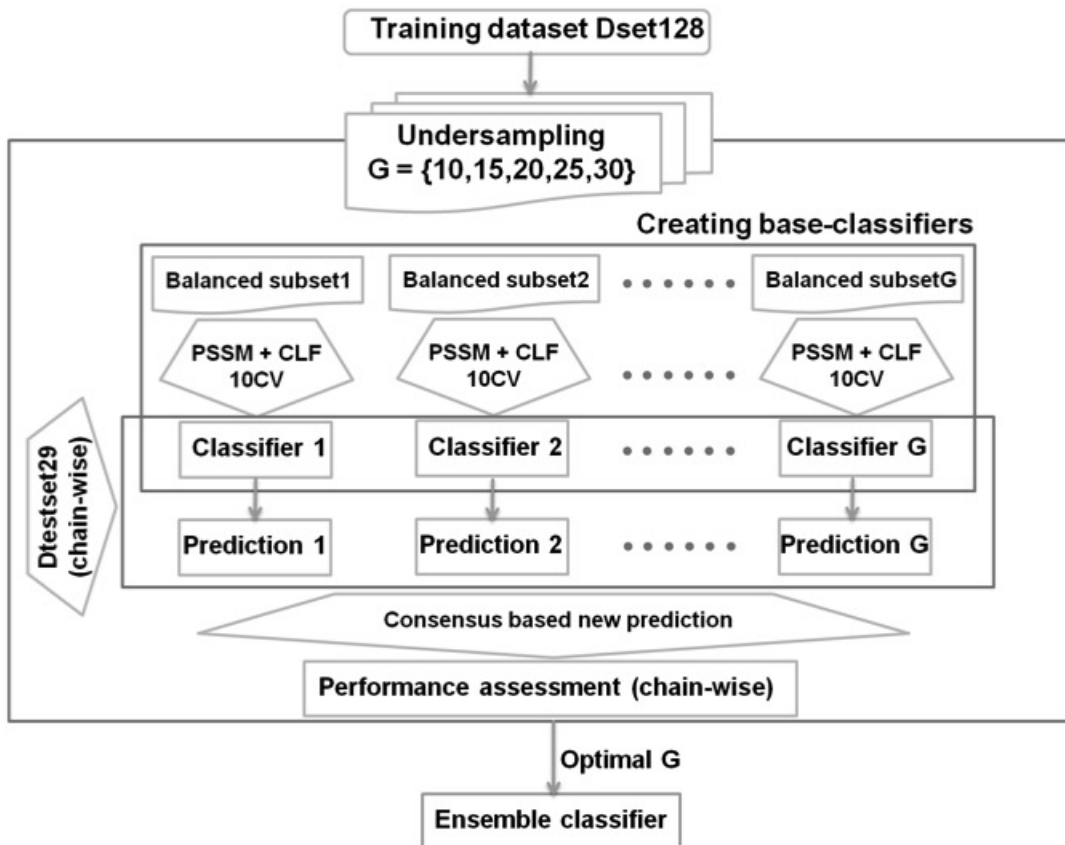 Training dataset Dset128
Undersampling
G = {10,15,20,25,30}
Creating base-classifiers
Balanced subset1
Balanced subset2
Balanced subsetG
PSSM + CLF
10CV
PSSM + CLF
10CV
PSSM + CLF
10CV
Dtestset29
(chain-wise)
Classifier 1
Classifier 2
Classifier G
Prediction 1
Prediction 2
Prediction G
Consensus based new prediction
Performance assessment (chain-wise)
Optimal G
Ensemble classifier